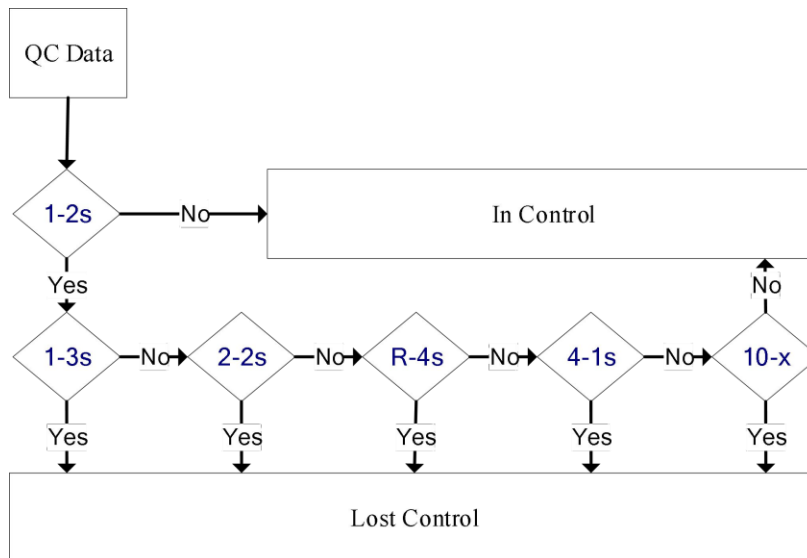 QC Data
1-2s
No
In Control
Yes
No
1-3s
No
2-2s
No
R-4s
No
4-1s
No
10-x
Yes
Yes
Yes
Yes
Yes
Lost Control